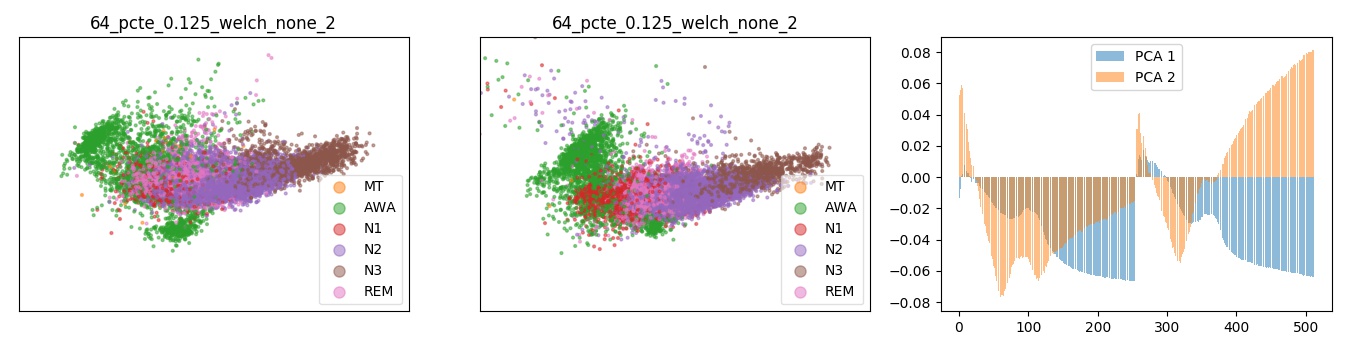 64_pcte_0.125_welch_none_2
MT
AWA
N1
N2
N3
REM
64_pcte_0.125_welch_none_2
MT
AWA
N1
N2
N3
REM
PCA 1
PCA 2
0.08
0.06
0.04
0.02
0.00
−0.02
−0.04
−0.06
−0.08
0 100 200 300 400 500